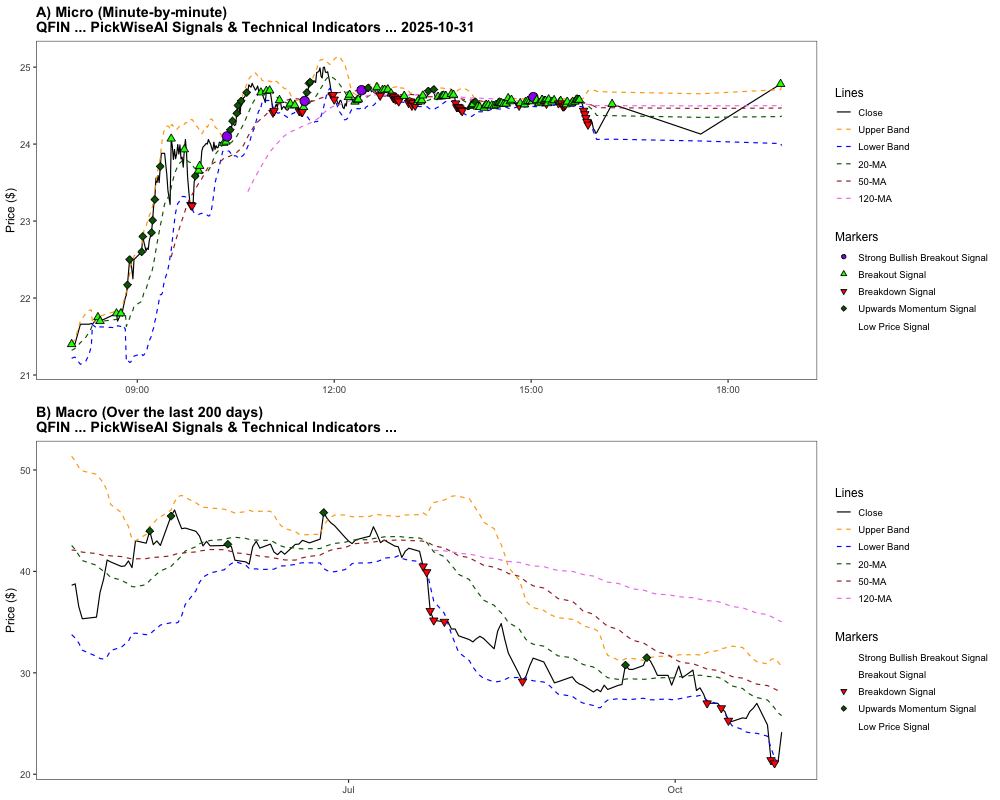 A) Micro (Minute-by-minute)
QFIN ... PickWiseAI Signals & Technical Indicators ... 2025-10-31
25
24
23
22
21
Price ($)
09:00
12:00
15:00
18:00
Lines
Close
Upper Band
Lower Band
20-MA
50-MA
120-MA
Markers
Strong Bullish Breakout Signal
Breakout Signal
Breakdown Signal
Upwards Momentum Signal
Low Price Signal
B) Macro (Over the last 200 days)
QFIN ... PickWiseAI Signals & Technical Indicators ...
50
40
30
20
Price ($)
Jul
Oct
Lines
Close
Upper Band
Lower Band
20-MA
50-MA
120-MA
Markers
Strong Bullish Breakout Signal
Breakout Signal
Breakdown Signal
Upwards Momentum Signal
Low Price Signal